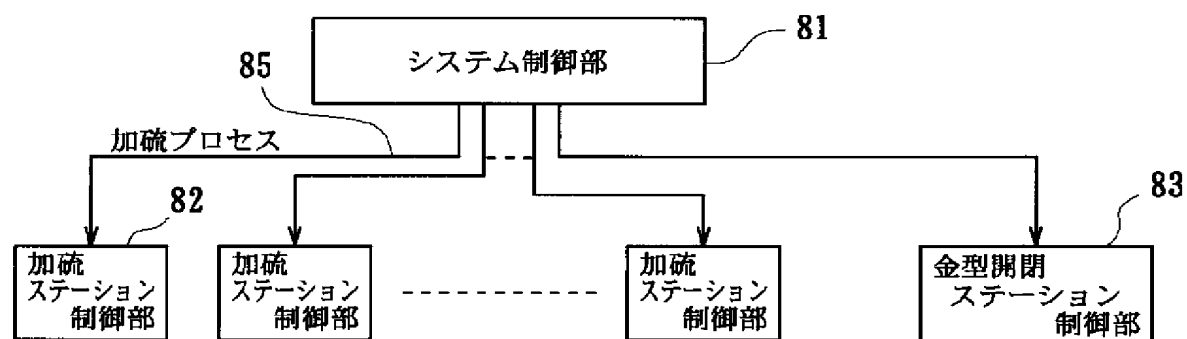 81
システム制御部
85
加硫プロセス
82
83
加硫
ステーション
制御部
加硫
ステーション
制御部
加硫
ステーション
制御部
金型開閉
ステーション
制御部